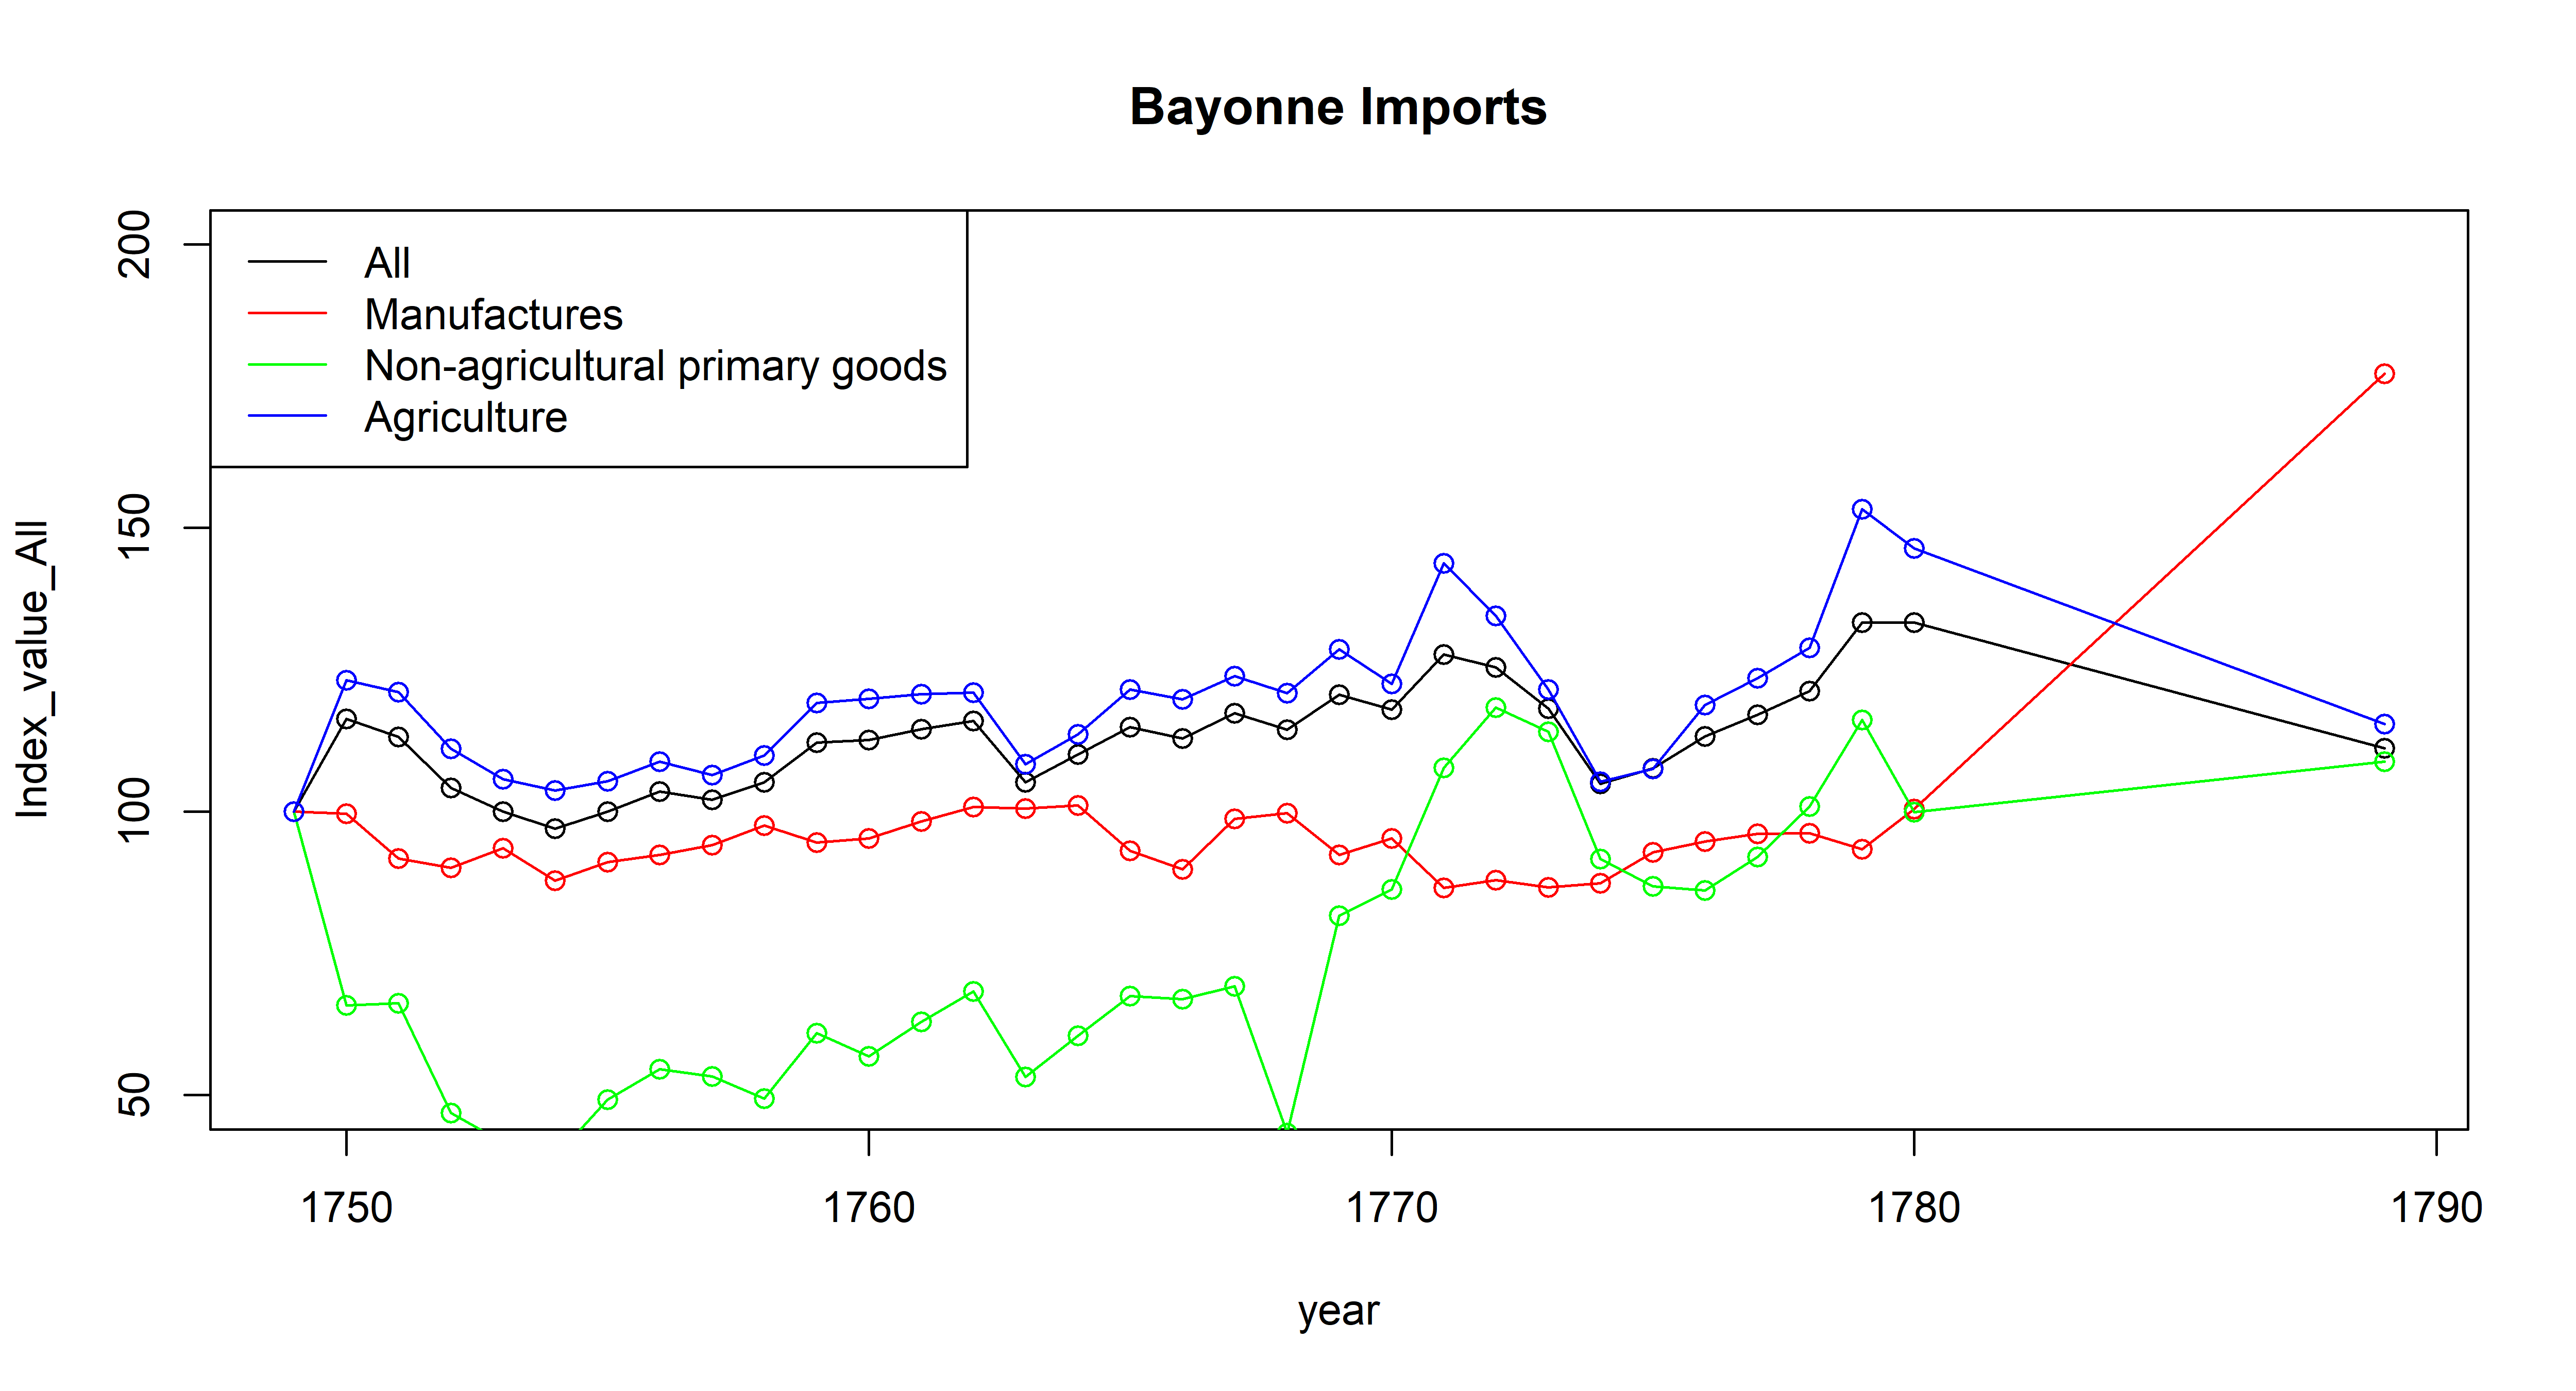 Bayonne Imports
All
Manufactures
Non-agricultural primary goods
Agriculture
Index_value_All
200
150
100
50
1750 1760 1770 1780 1790
year